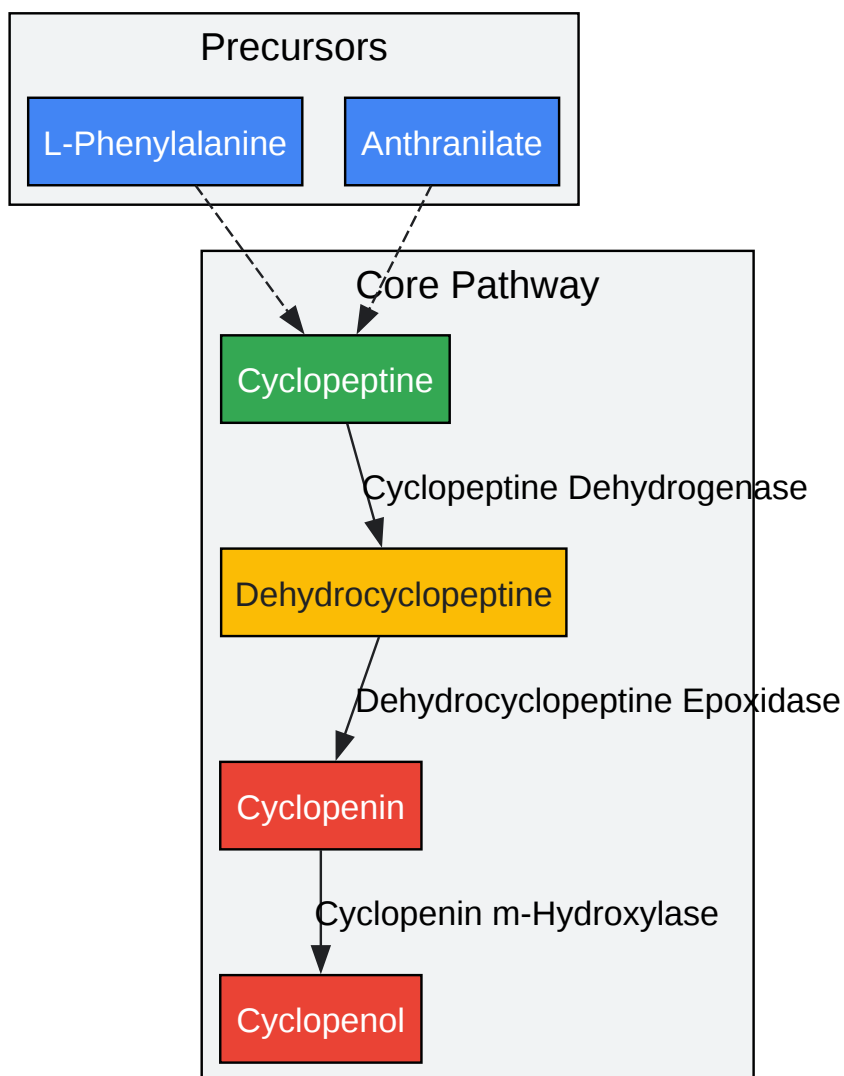 Precursors
L-Phenylalanine
Anthranilate
Core Pathway
Cyclopeptine
Cyclopeptine Dehydrogenase
Dehydrocyclopeptine
Dehydrocyclopeptine Epoxidase
Cyclopenin
Cyclopenin m-Hydroxylase
Cyclopenol